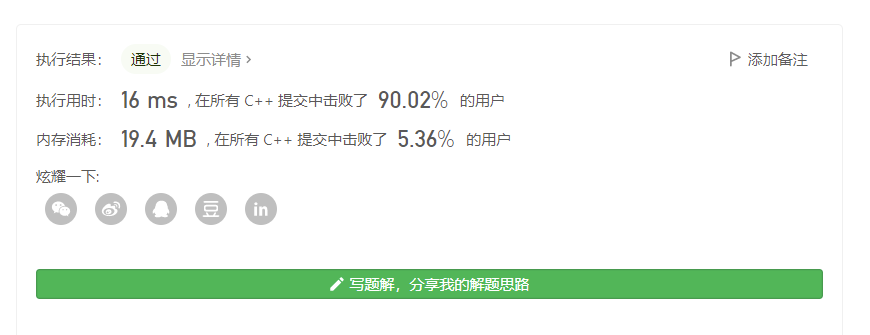 执行结果： 通过 显示详情 › 添加备注
执行用时： 16 ms , 在所有 C++ 提交中击败了 90.02% 的用户
内存消耗： 19.4 MB , 在所有 C++ 提交中击败了 5.36% 的用户
炫耀一下:
豆 in
写题解，分享我的解题思路